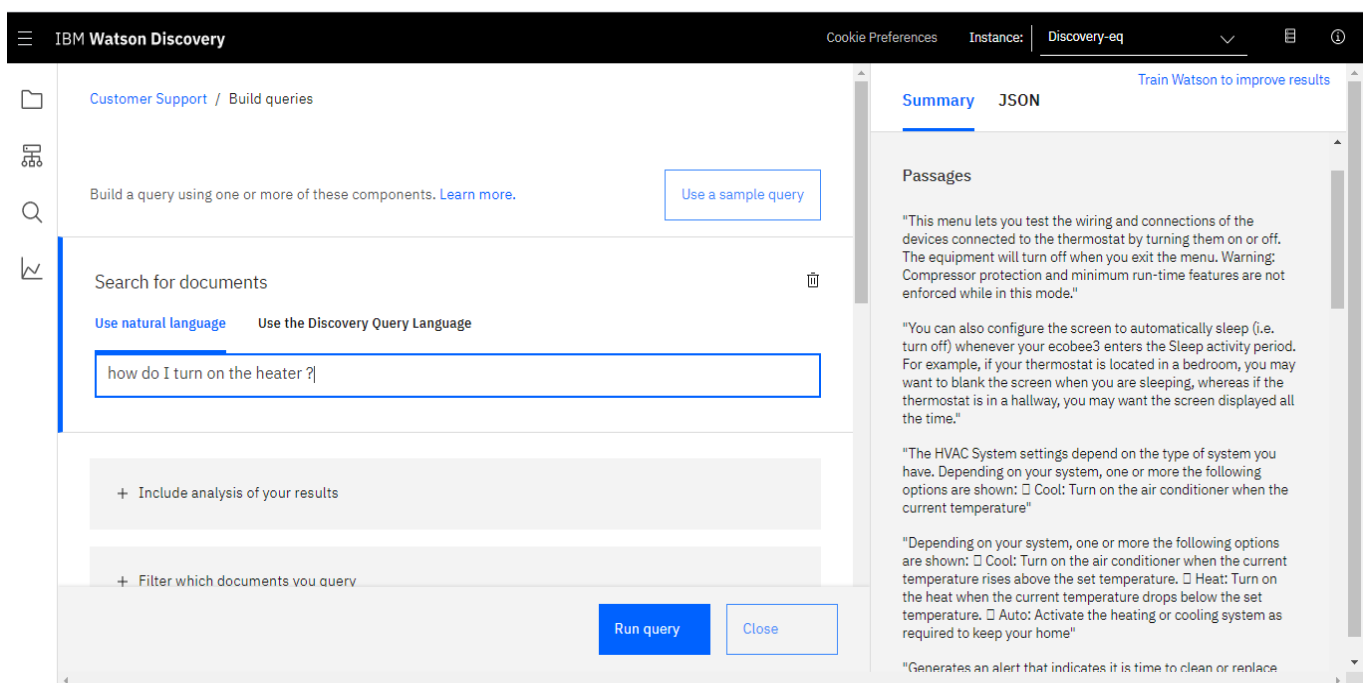 IBM Watson Discovery
Cookie Preferences
Instance:
Discovery-eq
Customer Support / Build queries
Build a query using one or more of these components. Learn more.
Use a sample query
Search for documents
Use natural language
Use the Discovery Query Language
how do I turn on the heater ?
+ Include analysis of your results
+ Filter which documents you query
Run query
Close
Train Watson to improve results
Summary
JSON
Passages
"This menu lets you test the wiring and connections of the
devices connected to the thermostat by turning them on or off.
The equipment will turn off when you exit the menu. Warning:
Compressor protection and minimum run-time features are not
enforced while in this mode."
"You can also configure the screen to automatically sleep (i.e.
turn off) whenever your ecobee3 enters the Sleep activity period.
For example, if your thermostat is located in a bedroom, you may
want to blank the screen when you are sleeping, whereas if the
thermostat is in a hallway, you may want the screen displayed all
the time."
"The HVAC System settings depend on the type of system you
have. Depending on your system, one or more the following
options are shown: □ Cool: Turn on the air conditioner when the
current temperature"
"Depending on your system, one or more the following options
are shown: □ Cool: Turn on the air conditioner when the current
temperature rises above the set temperature. □ Heat: Turn on
the heat when the current temperature drops below the set
temperature. □ Auto: Activate the heating or cooling system as
required to keep your home"
"Generates an alert that indicates it is time to clean or replace